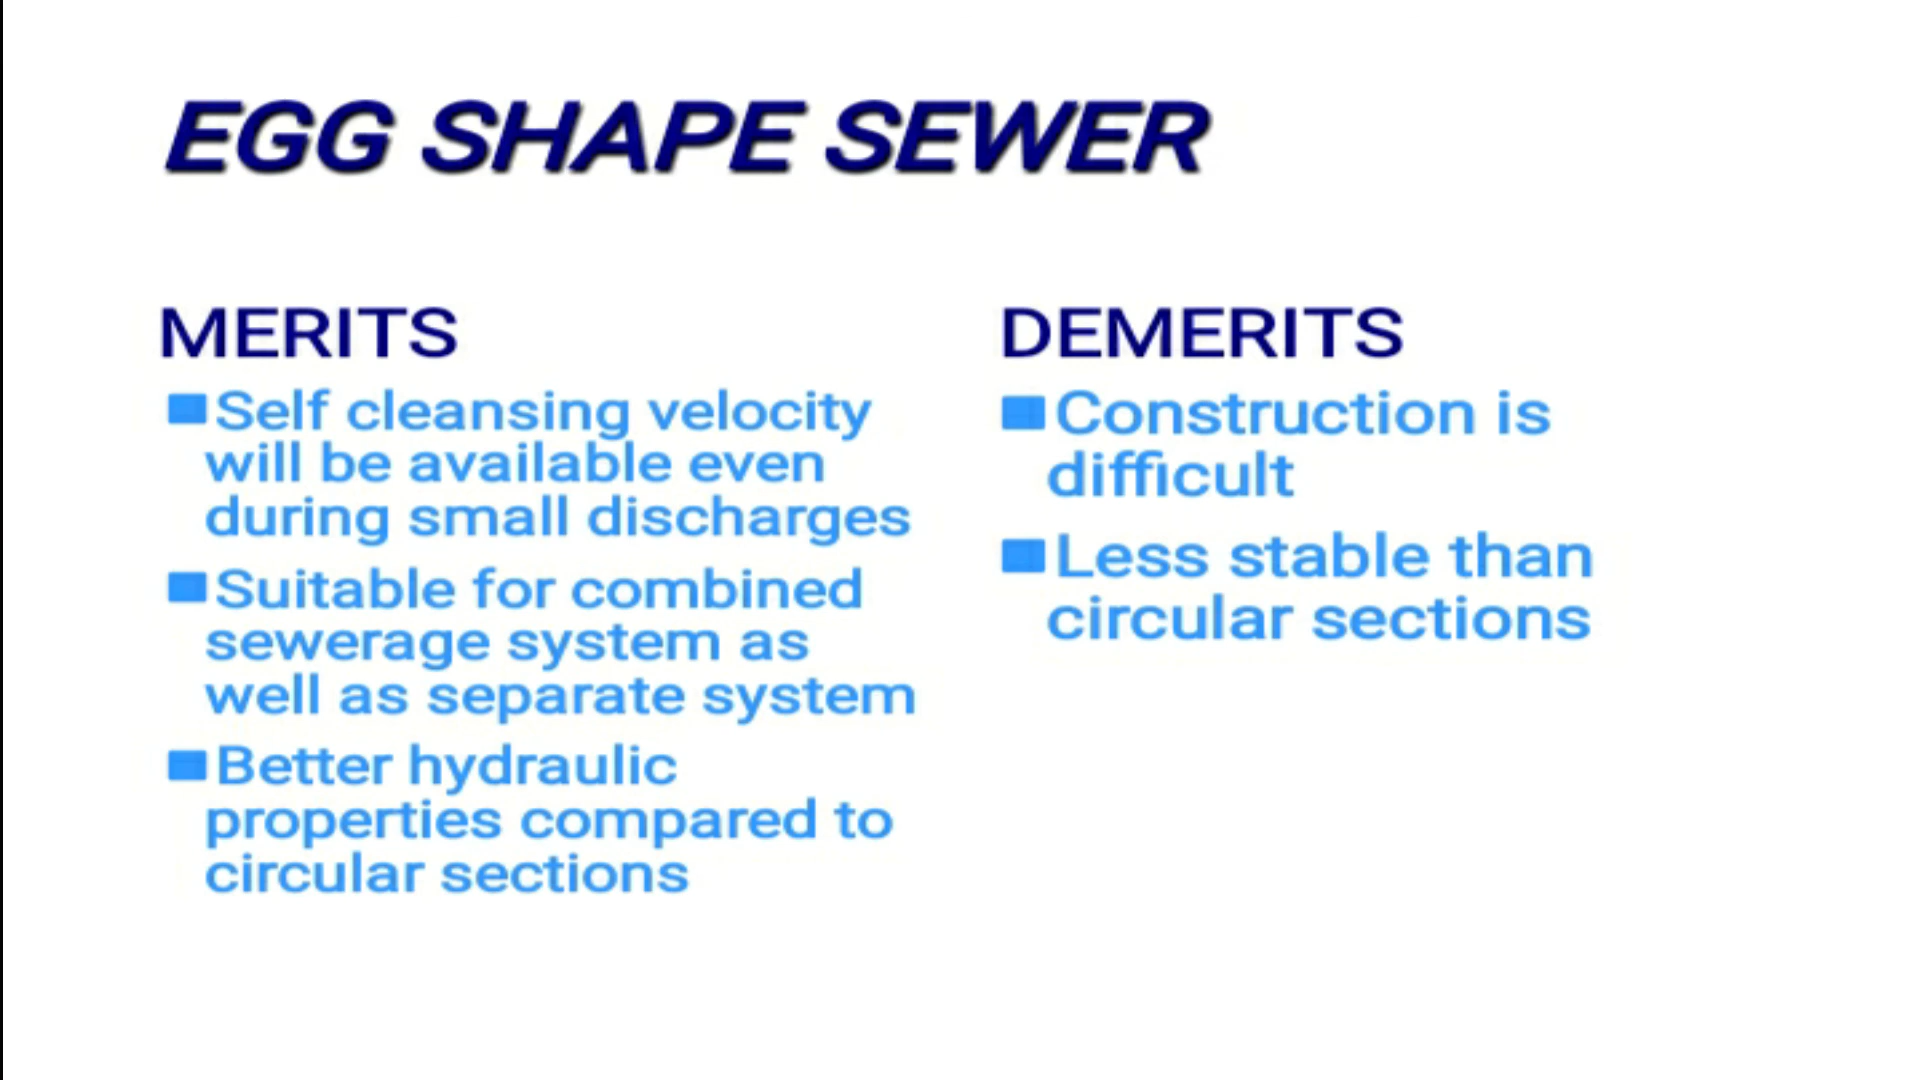 EGG SHAPE SEWER
MERITS
Self cleansing velocity
will be available even
during small discharges
Suitable for combined
sewerage system as
well as separate system
Better hydraulic
properties compared to
circular sections
DEMERITS
Construction is
difficult
Less stable than
circular sections